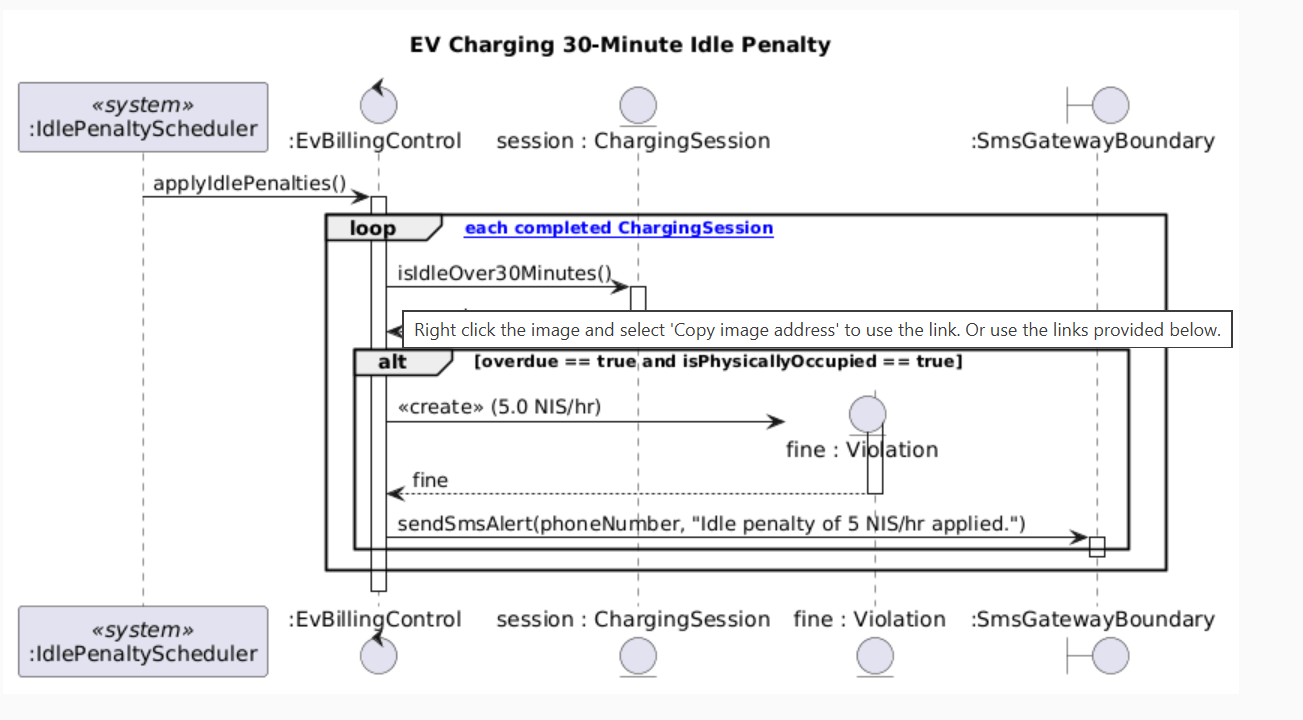 EV Charging 30-Minute Idle Penalty
«system»
:IdlePenaltyScheduler
:EvBillingControl
session : ChargingSession
:SmsGatewayBoundary
applyIdlePenalties()
loop
each completed ChargingSession
isIdleOver30Minutes()
Right click the image and select 'Copy image address' to use the link. Or use the links provided below.
alt
[overdue == true and isPhysicallyOccupied == true]
«create» (5.0 NIS/hr)
fine : Violation
fine
sendSmsAlert(phoneNumber, "Idle penalty of 5 NIS/hr applied.")
«system»
:IdlePenaltyScheduler
:EvBillingControl
session : ChargingSession
fine : Violation
:SmsGatewayBoundary